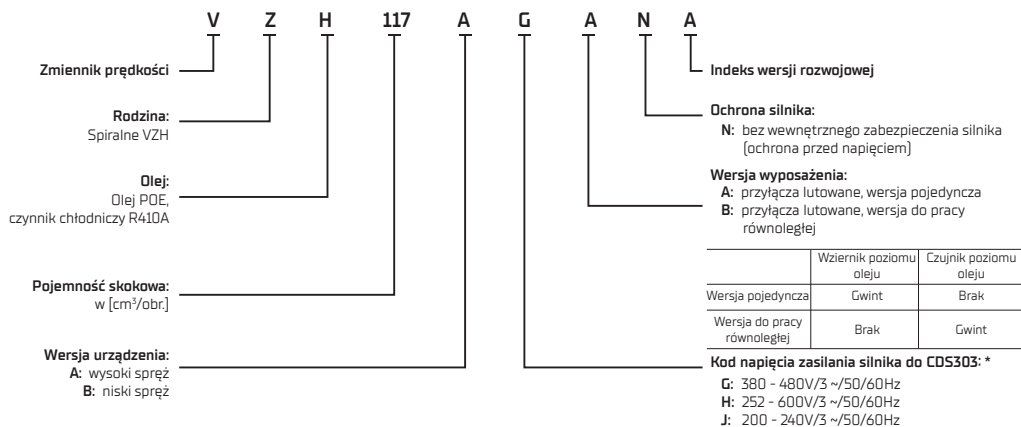 V Z H 117 A G A N A
Zmiennik prędkości
Rodzina:
Spiralne VZH
Olej:
Olej POE,
czynnik chłodniczy R410A
Pojemność skokowa:
w [cm³/obr.]
Wersja urządzenia:
A: wysoki spręż
B: niski spręż
Indeks wersji rozwojowej
Ochrona silnika:
N: bez wewnętrznego zabezpieczenia silnika
(ochrona przed napięciem)
Wersja wyposażenia:
A: przyłącza lutowane, wersja pojedyncza
B: przyłącza lutowane, wersja do pracy
równoległej
Wziernik poziomu Czujnik poziomu
oleju oleju
Wersja pojedyncza Gwint Brak
Wersja do pracy
równoległej Brak Gwint
Kod napięcia zasilania silnika do CDS303: *
G: 380 - 480V/3 ~/50/60Hz
H: 252 - 600V/3 ~/50/60Hz
J: 200 - 240V/3 ~/50/60Hz